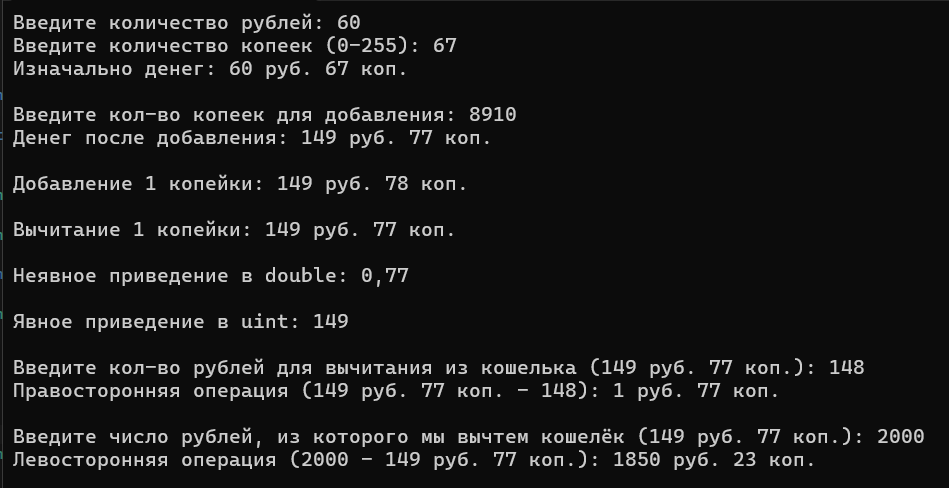 Введите количество рублей: 60
Введите количество копеек (0-255): 67
Изначально денег: 60 руб. 67 коп.
Введите кол-во копеек для добавления: 8910
Денег после добавления: 149 руб. 77 коп.
Добавление 1 копейки: 149 руб. 78 коп.
Вычитание 1 копейки: 149 руб. 77 коп.
Неявное приведение в double: 0,77
Явное приведение в uint: 149
Введите кол-во рублей для вычитания из кошелька (149 руб. 77 коп.): 148
Правосторонняя операция (149 руб. 77 коп. - 148): 1 руб. 77 коп.
Введите число рублей, из которого мы вычтем кошелёк (149 руб. 77 коп.): 2000
Левосторонняя операция (2000 - 149 руб. 77 коп.): 1850 руб. 23 коп.